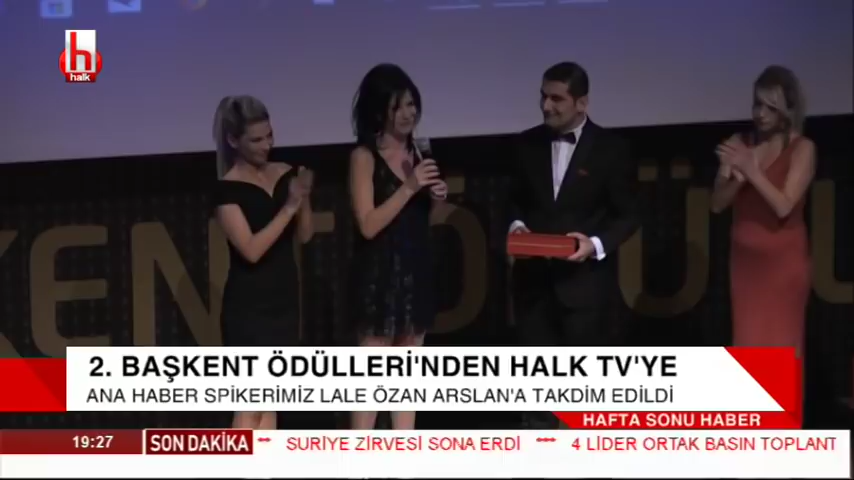 halk
KENT ÖDÜL
2. BAŞKENT ÖDÜLLERİ'NDEN HALK TV'YE
ANA HABER SPİKERİMİZ LALE ÖZAN ARSLAN'A TAKDİM EDİLDİ
HAFTA SONU HABER
19:27 SON DAKİKA SURİYE ZİRVESİ SONA ERDİ *** 4 LİDER ORTAK BASIN TOPLANT